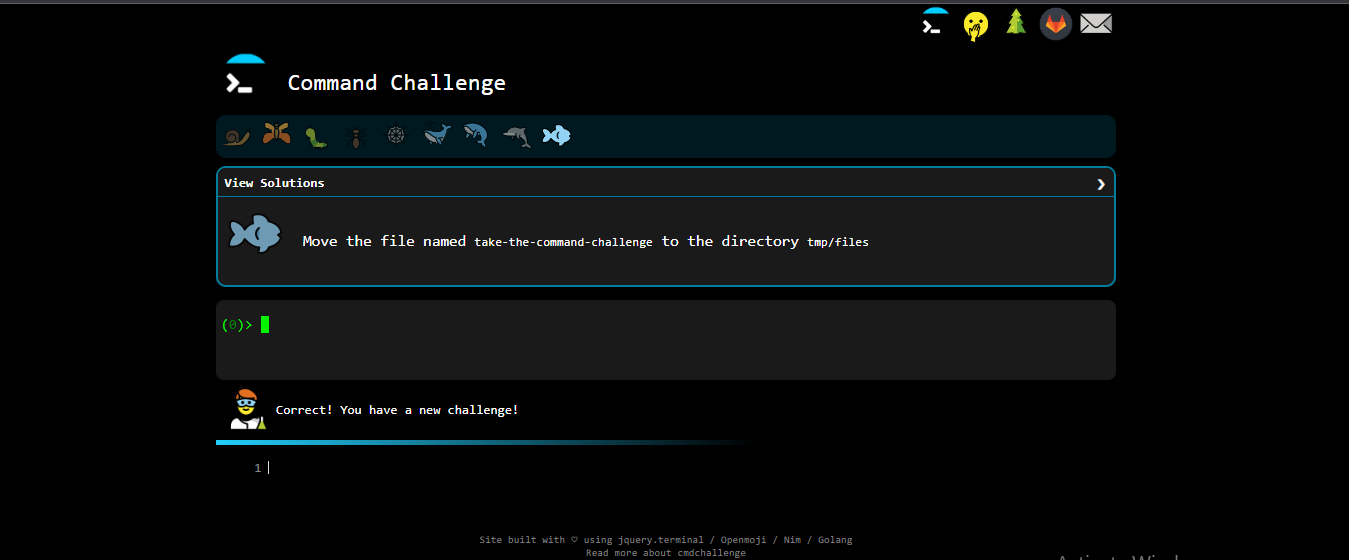 Command Challenge
View Solutions
Move the file named take-the-command-challenge to the directory tmp/files
(0)>
Correct! You have a new challenge!
1
Site built with ♡ using jquery.terminal / Openmoji / Nim / Golang
Read more about cmdchallenge